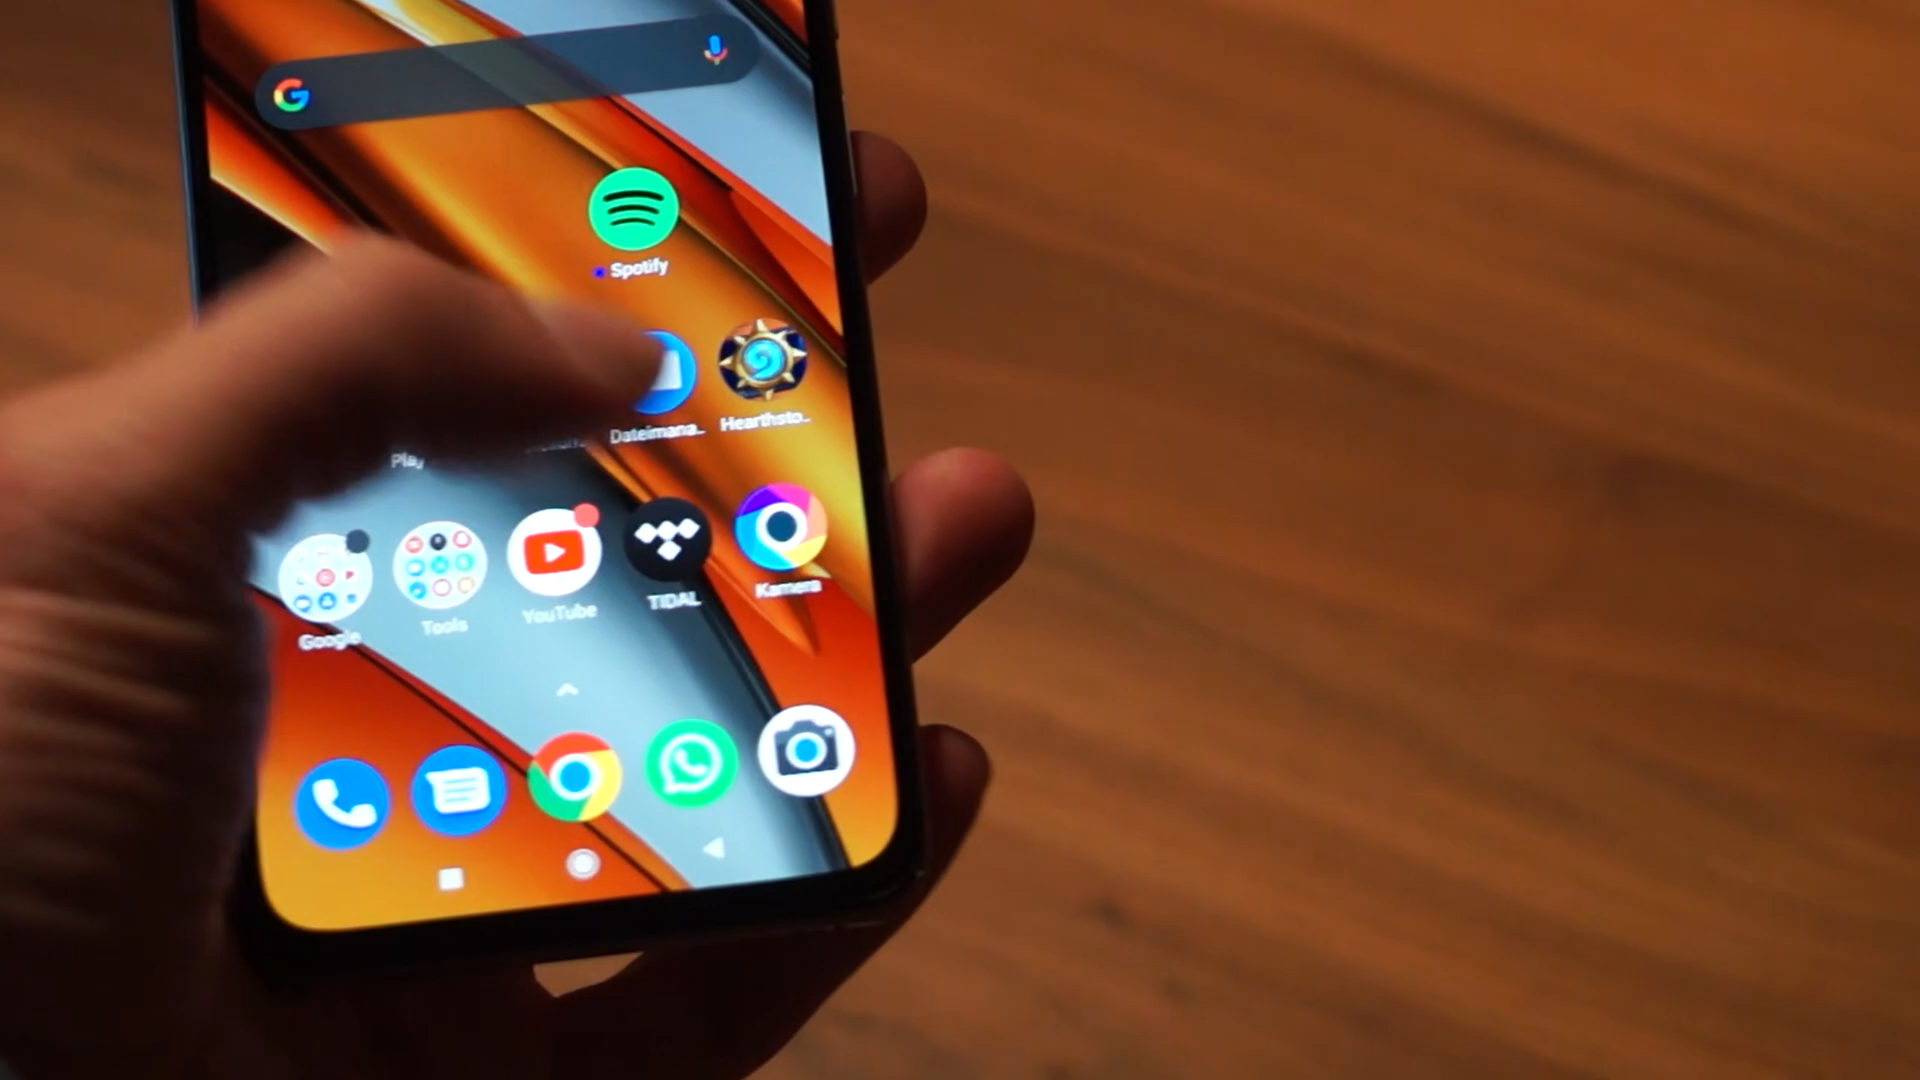 Spotify
Play
Dateimana..
Hearthsto..
Google
Tools
YouTube
TIDAL
Kamera